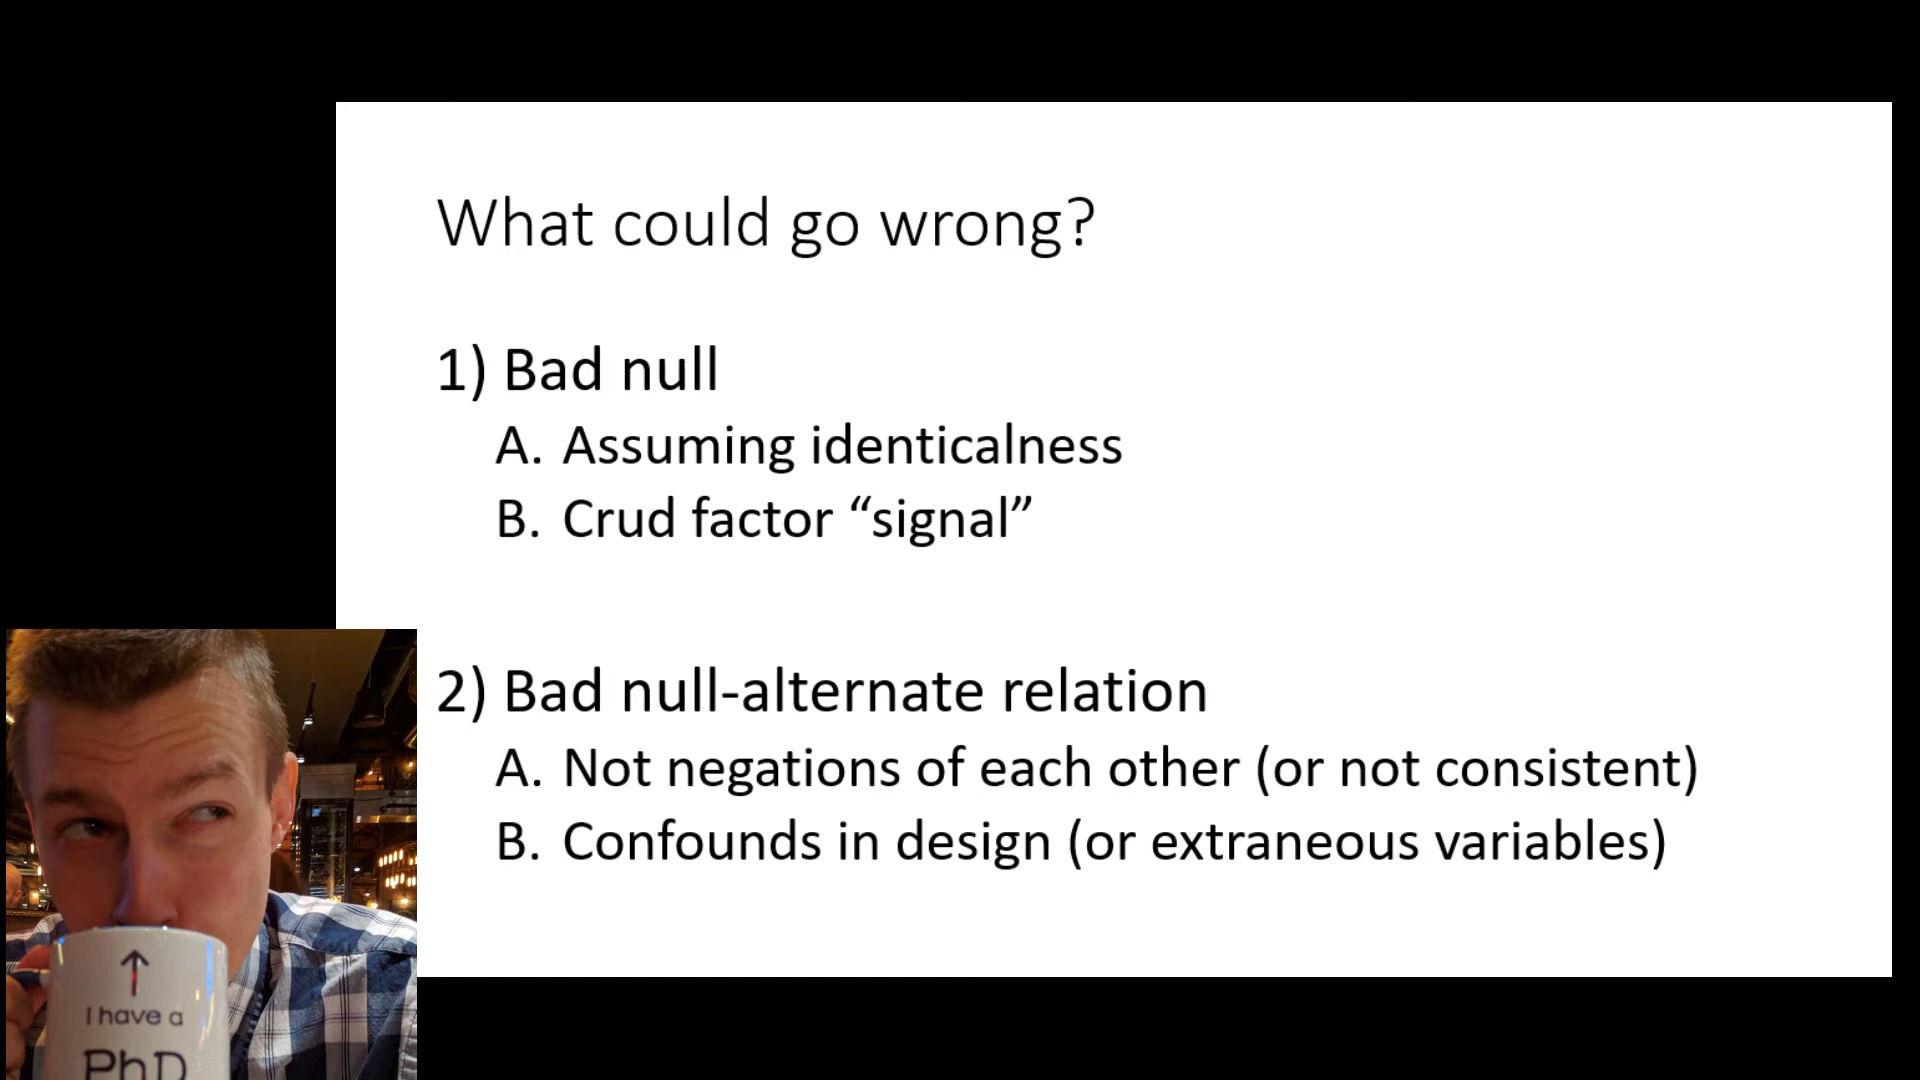 What could go wrong?
1) Bad null
A. Assuming identicalness
B. Crud factor “signal”
2) Bad null-alternate relation
A. Not negations of each other (or not consistent)
B. Confounds in design (or extraneous variables)
I have a
PhD